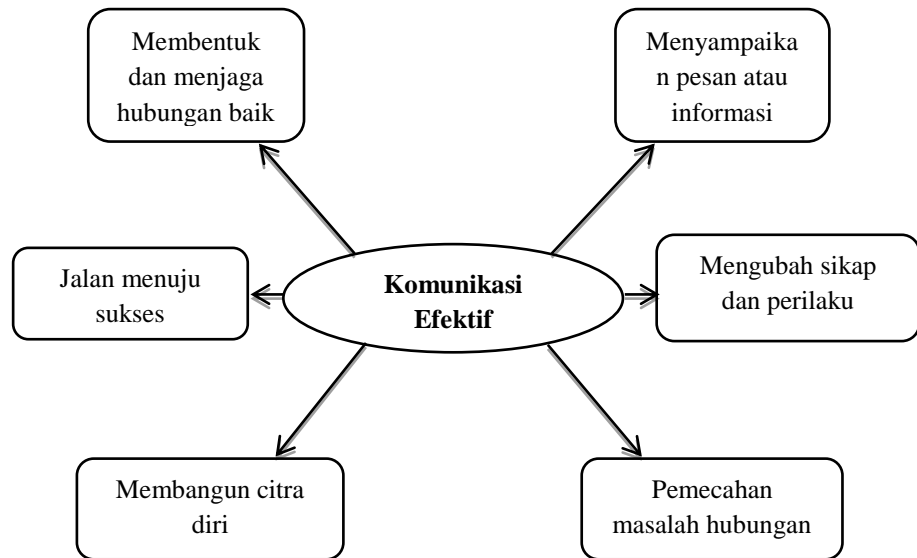 Membentuk
dan menjaga
hubungan baik
Menyampaika
n pesan atau
informasi
Jalan menuju
sukses
Komunikasi
Efektif
Mengubah sikap
dan perilaku
Membangun citra
diri
Pemecahan
masalah hubungan